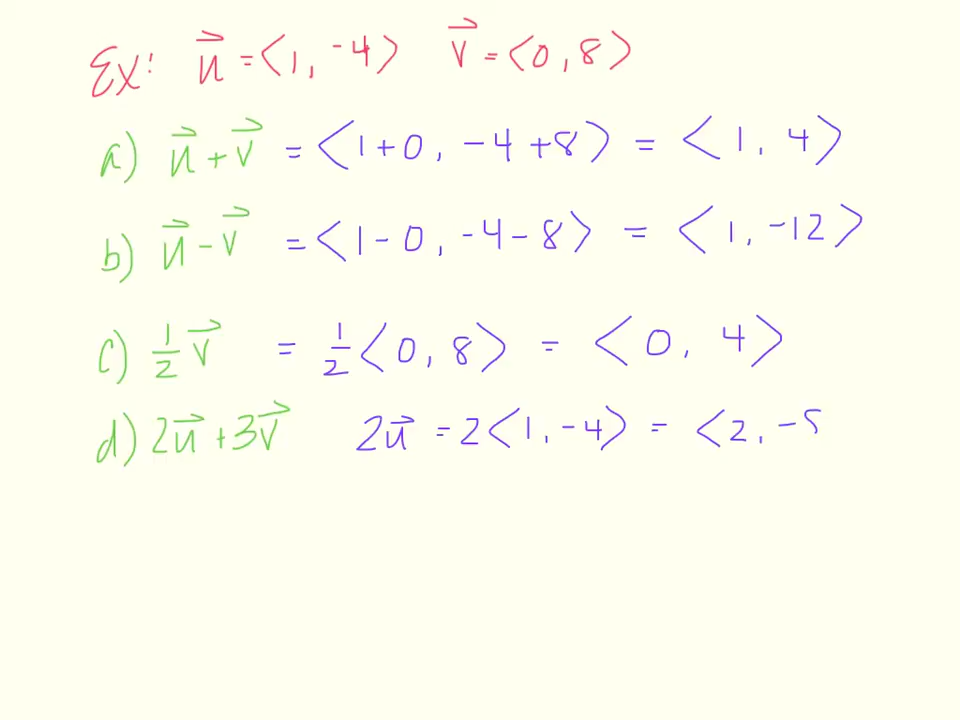 Ex: u⃗ = ⟨1, -4⟩ v⃗ = ⟨0, 8⟩
a) u⃗ + v⃗ = ⟨1+0, -4+8⟩ = ⟨1, 4⟩
b) u⃗ - v⃗ = ⟨1-0, -4-8⟩ = ⟨1, -12⟩
c) ½ v⃗ = ½⟨0, 8⟩ = ⟨0, 4⟩
d) 2u⃗ + 3v⃗ 2u⃗ = 2⟨1, -4⟩ = ⟨2, -